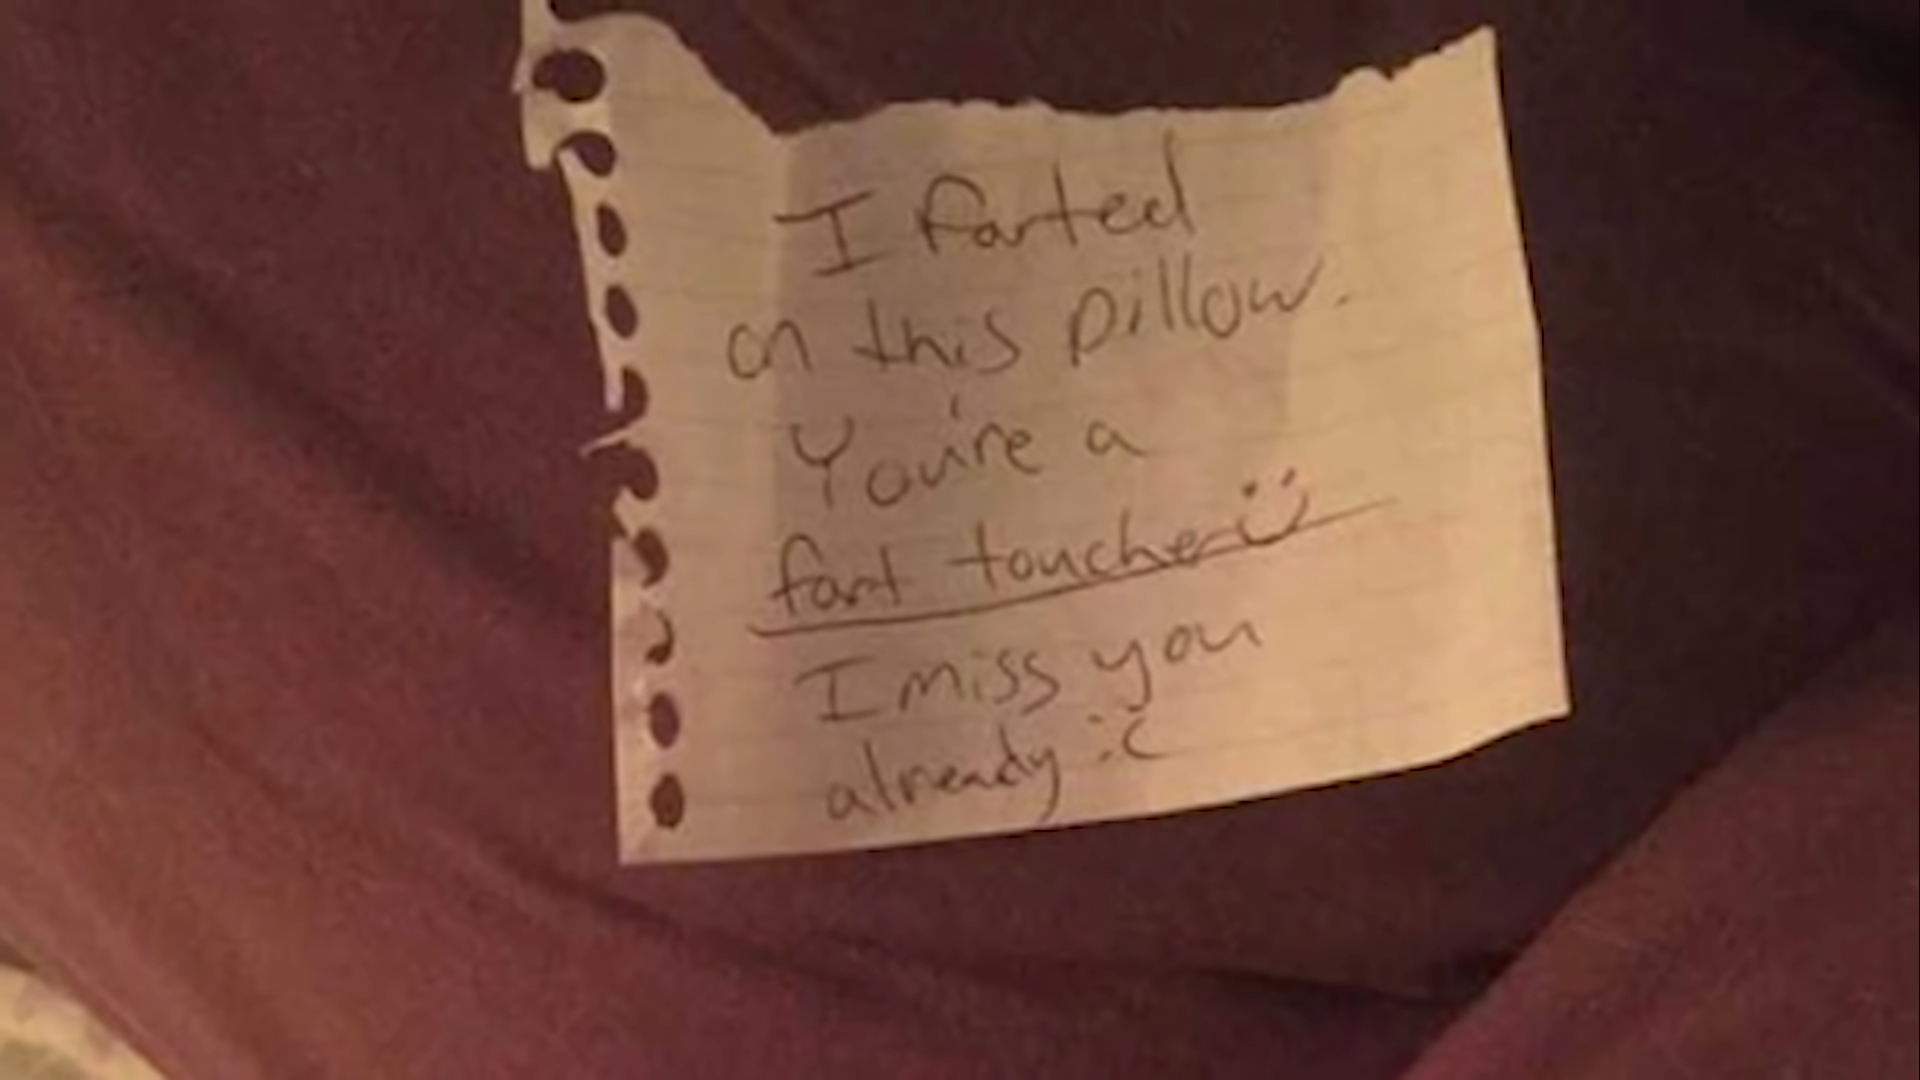 I farted
on this pillow.
You're a
fart toucher :)
I miss you
already :(